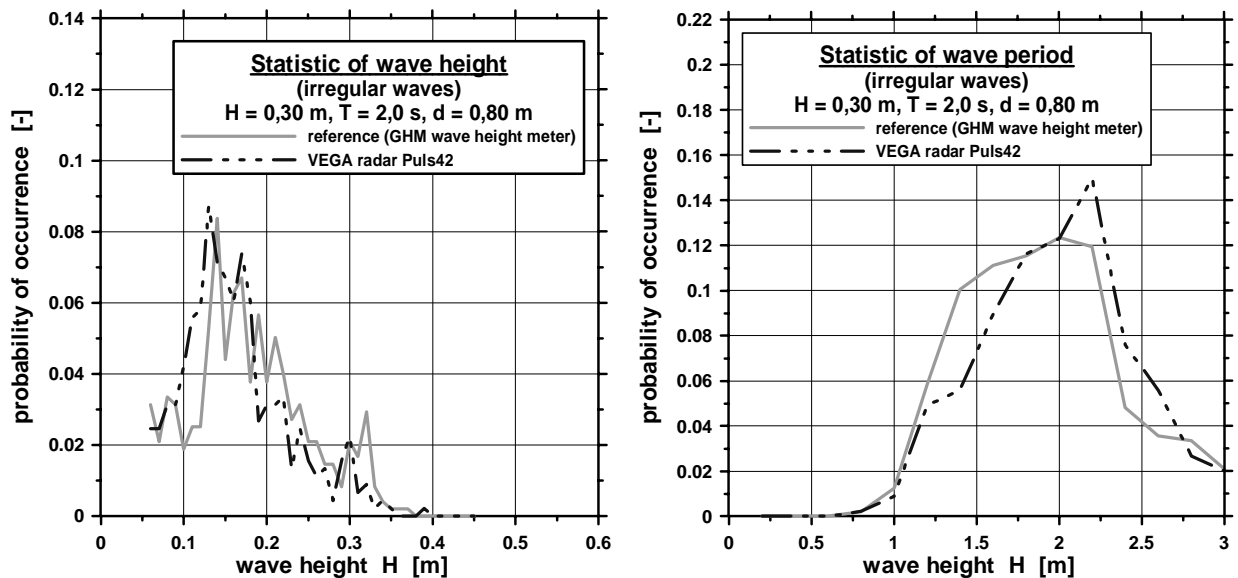 0.14
0.12
0.1
0.08
0.06
0.04
0.02
0
probability of occurrence [-]
Statistic of wave height
(irregular waves)
H = 0,30 m, T = 2,0 s, d = 0,80 m
reference (GHM wave height meter)
VEGA radar Puls42
0 0.1 0.2 0.3 0.4 0.5 0.6
wave height H [m]
0.22
0.2
0.18
0.16
0.14
0.12
0.1
0.08
0.06
0.04
0.02
0
probability of occurrence [-]
Statistic of wave period
(irregular waves)
H = 0,30 m, T = 2,0 s, d = 0,80 m
reference (GHM wave height meter)
VEGA radar Puls42
0 0.5 1 1.5 2 2.5 3
wave height H [m]